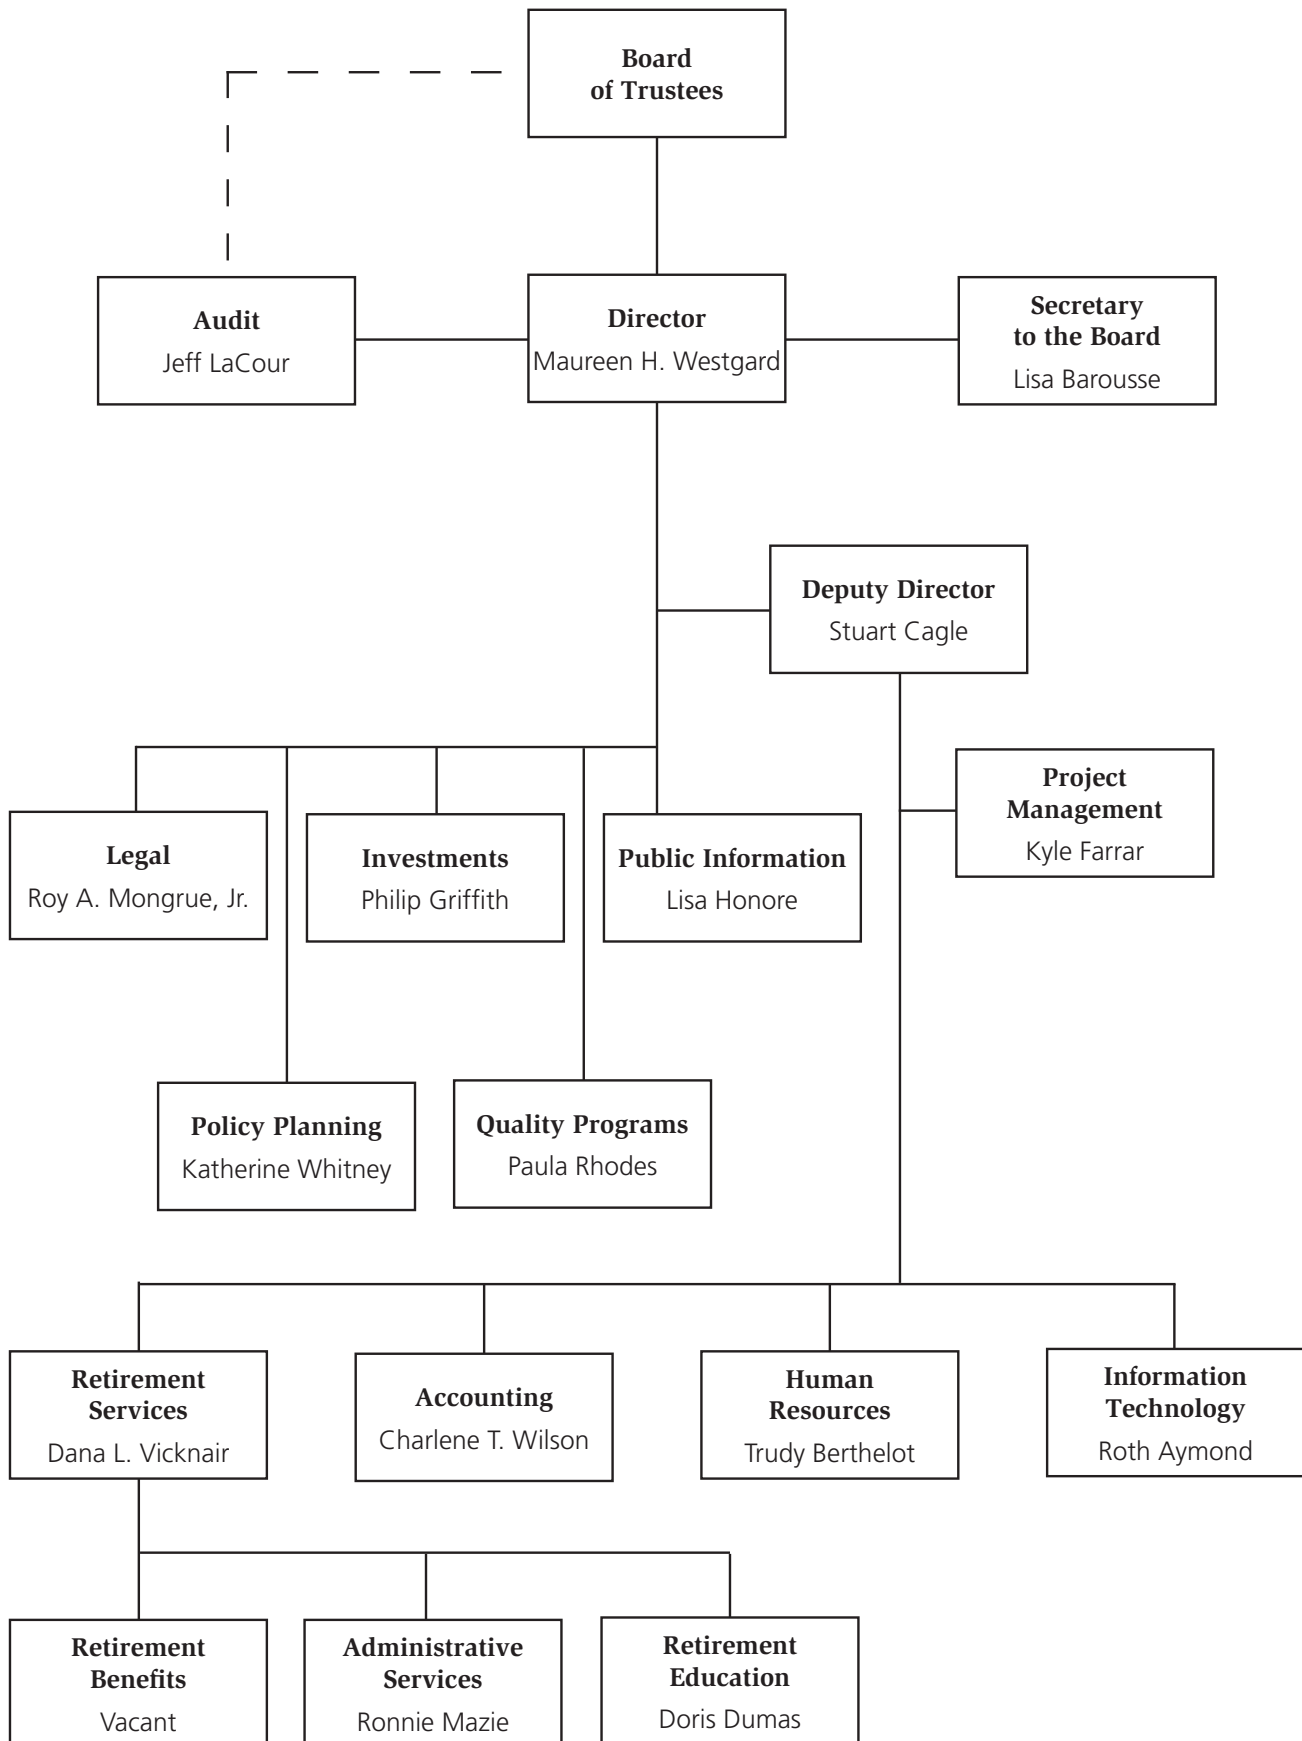 Board
of Trustees
Audit
Jeff LaCour
Director
Maureen H. Westgard
Secretary
to the Board
Lisa Barousse
Deputy Director
Stuart Cagle
Project
Management
Kyle Farrar
Legal
Roy A. Mongrue, Jr.
Investments
Philip Griffith
Public Information
Lisa Honore
Policy Planning
Katherine Whitney
Quality Programs
Paula Rhodes
Retirement
Services
Dana L. Vicknair
Accounting
Charlene T. Wilson
Human
Resources
Trudy Berthelot
Information
Technology
Roth Aymond
Retirement
Benefits
Vacant
Administrative
Services
Ronnie Mazie
Retirement
Education
Doris Dumas